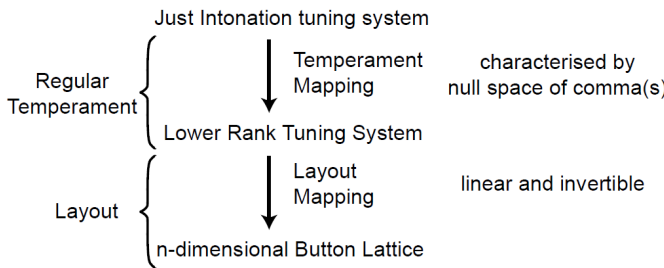 Just Intonation tuning system
Regular
Temperament
Temperament
Mapping
characterised by
null space of comma(s)
Lower Rank Tuning System
Layout
Layout
Mapping
linear and invertible
n-dimensional Button Lattice